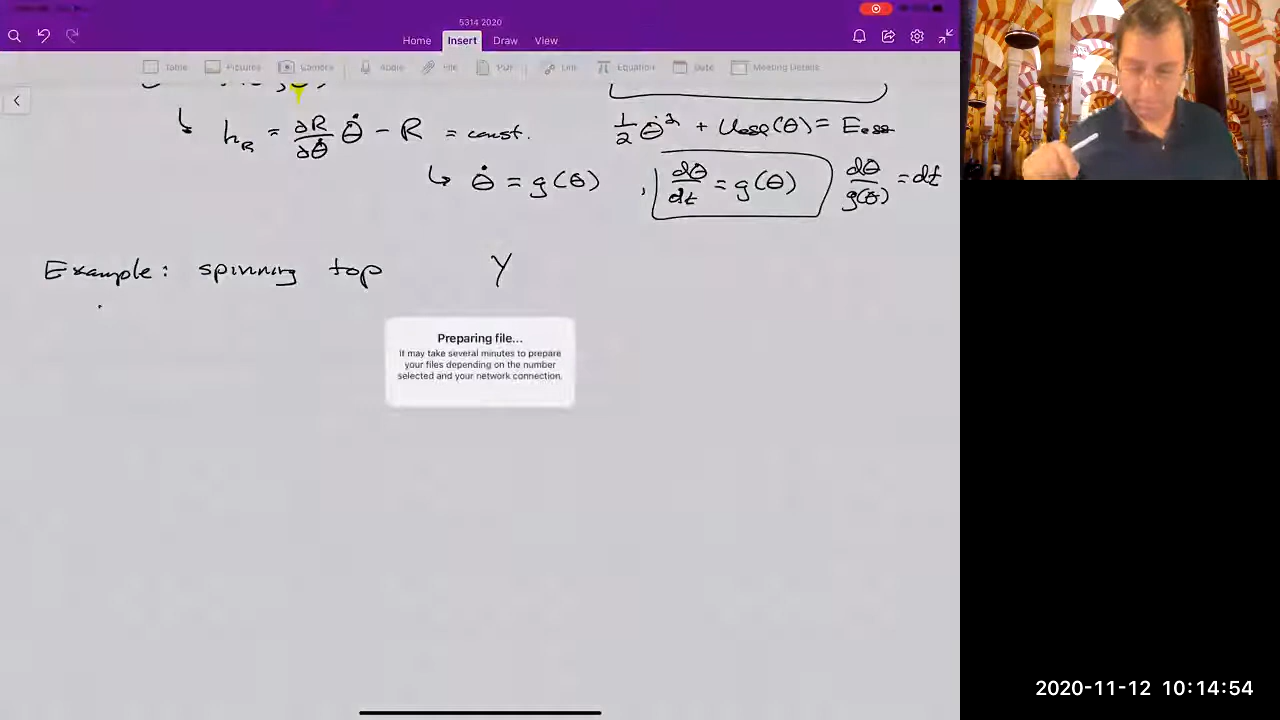 5314 2020
Home Insert Draw View
Table Pictures Camera Audio File PDF Link Equation Date Meeting Details
h_R = ∂R/∂θ̇ θ̇ − R = const.
1/2 θ̇² + U_eff(θ) = E_eff
↳ θ̇ = g(θ) , dθ/dt = g(θ) dθ/g(θ) = dt
Example: spinning top
Preparing file...
It may take several minutes to prepare
your files depending on the number
selected and your network connection.
2020-11-12 10:14:54